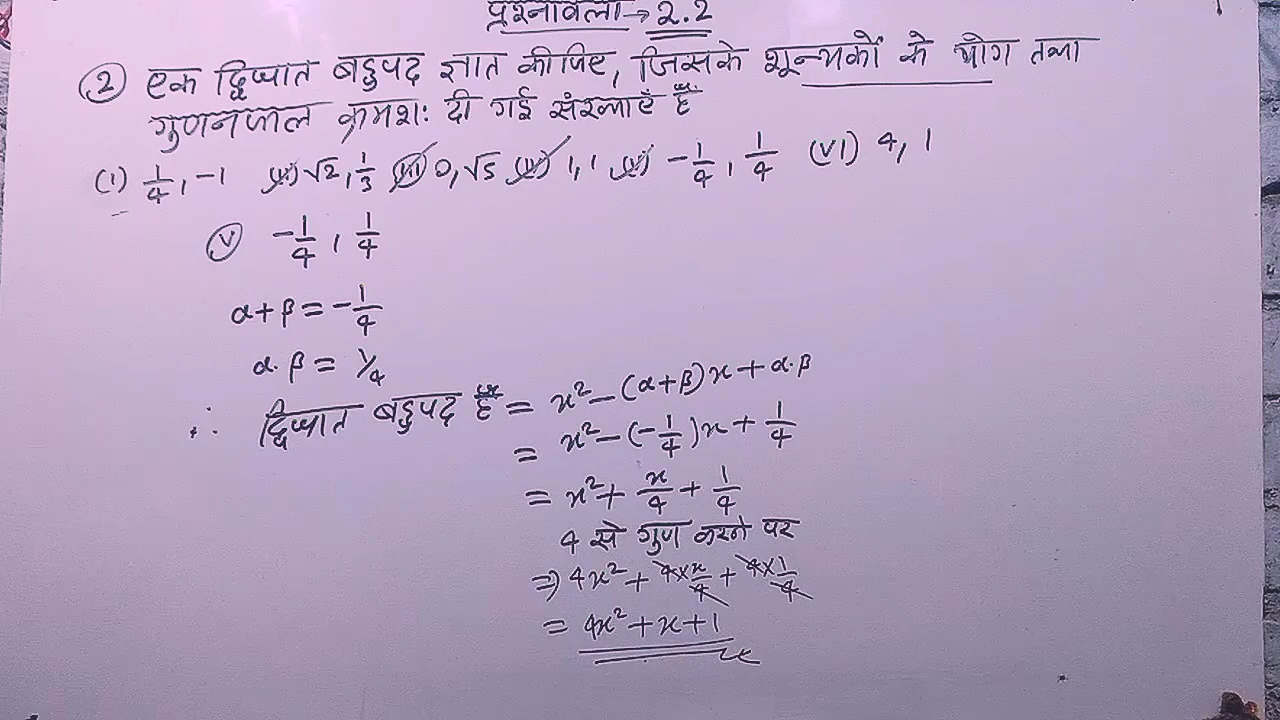 प्रश्नावली → 2.2
② एक द्विघात बहुपद ज्ञात कीजिए, जिसके शून्यकों के योग तथा
गुणनफल क्रमशः दी गई संख्याएँ हैं
(i) 1/4, -1 (ii) √2, 1/3 (iii) 0, √5 (iv) 1, 1 (v) -1/4, 1/4 (VI) 4, 1
(V) -1/4, 1/4
α+β = -1/4
α.β = 1/4
∴ द्विघात बहुपद हैं = x² - (α+β)x + α.β
= x² - (-1/4)x + 1/4
= x² + x/4 + 1/4
4 से गुणा करने पर
⇒ 4x² + 4×x/4 + 4×1/4
= 4x² + x + 1